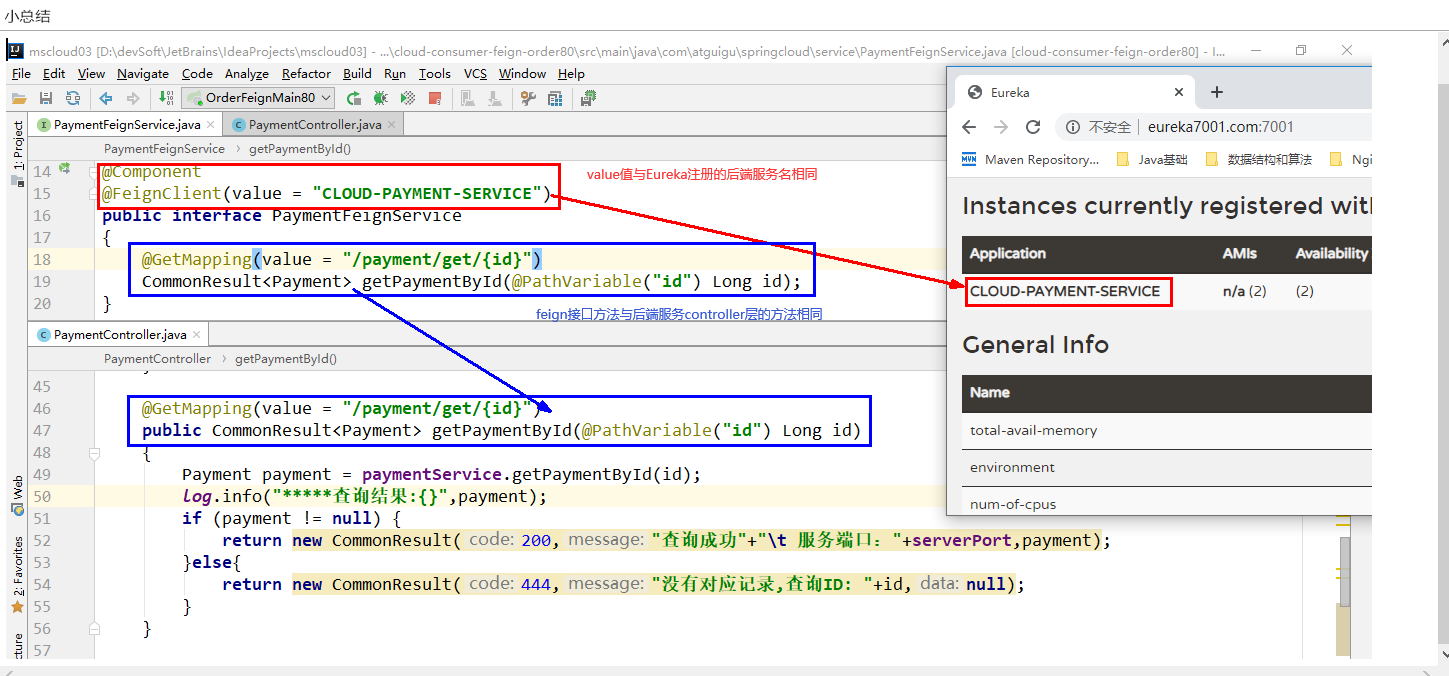 小总结
mscloud03 [D:\devSoft\JetBrains\IdeaProjects\mscloud03] - ...\cloud-consumer-feign-order80\src\main\java\com\atguigu\springcloud\service\PaymentFeignService.java [cloud-consumer-feign-order80] - I...
File Edit View Navigate Code Analyze Refactor Build Run Tools VCS Window Help
OrderFeignMain80
PaymentFeignService.java PaymentController.java
PaymentFeignService getPaymentById()
1: Project
14 @Component
15 @FeignClient(value = "CLOUD-PAYMENT-SERVICE")
value值与Eureka注册的后端服务名相同
16 public interface PaymentFeignService
17 {
18 @GetMapping(value = "/payment/get/{id}")
19 CommonResult<Payment> getPaymentById(@PathVariable("id") Long id);
20 }
feign接口方法与后端服务controller层的方法相同
PaymentController.java
PaymentController getPaymentById()
45
46 @GetMapping(value = "/payment/get/{id}")
47 public CommonResult<Payment> getPaymentById(@PathVariable("id") Long id)
48 {
49 Payment payment = paymentService.getPaymentById(id);
50 log.info("*****查询结果:{}",payment);
51 if (payment != null) {
52 return new CommonResult( code: 200, message: "查询成功"+"\t 服务端口: "+serverPort,payment);
53 }else{
54 return new CommonResult( code: 444, message: "没有对应记录,查询ID: "+id, data: null);
55 }
56 }
57
Web
2: Favorites
Eureka
不安全 eureka7001.com:7001
Maven Repository... Java基础 数据结构和算法 Ngi
Instances currently registered wit
Application AMIs Availability
CLOUD-PAYMENT-SERVICE n/a (2) (2)
General Info
Name
total-avail-memory
environment
num-of-cpus